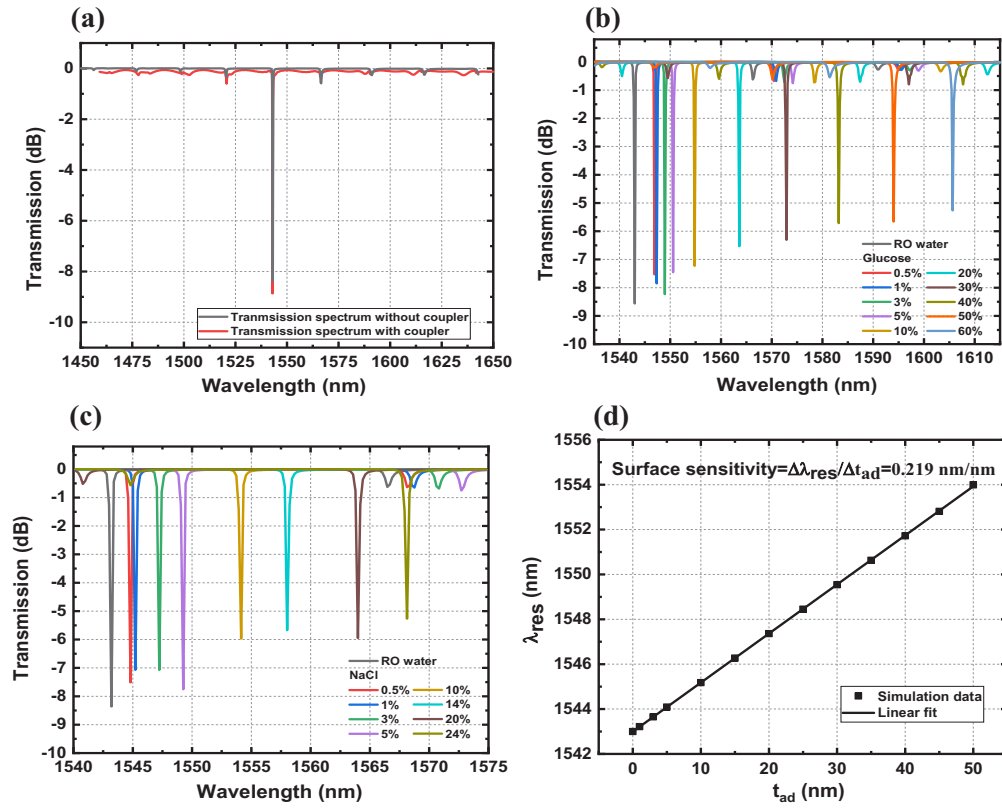 (a)
0
-2
-4
-6
-8
-10
Transmission (dB)
Tranmsission spectrum without coupler
Transmission spectrum with coupler
1450 1475 1500 1525 1550 1575 1600 1625 1650
Wavelength (nm)
(b)
0
-1
-2
-3
-4
-5
-6
-7
-8
-9
-10
Transmission (dB)
RO water
Glucose
0.5% 20%
1% 30%
3% 40%
5% 50%
10% 60%
1540 1550 1560 1570 1580 1590 1600 1610
Wavelength (nm)
(c)
0
-1
-2
-3
-4
-5
-6
-7
-8
-9
-10
Transmission (dB)
RO water
NaCl
0.5% 10%
1% 14%
3% 20%
5% 24%
1540 1545 1550 1555 1560 1565 1570 1575
Wavelength (nm)
(d)
1556
1554
1552
1550
1548
1546
1544
1542
λres (nm)
Surface sensitivity=Δλres/Δtad=0.219 nm/nm
Simulation data
Linear fit
0 10 20 30 40 50
tad (nm)